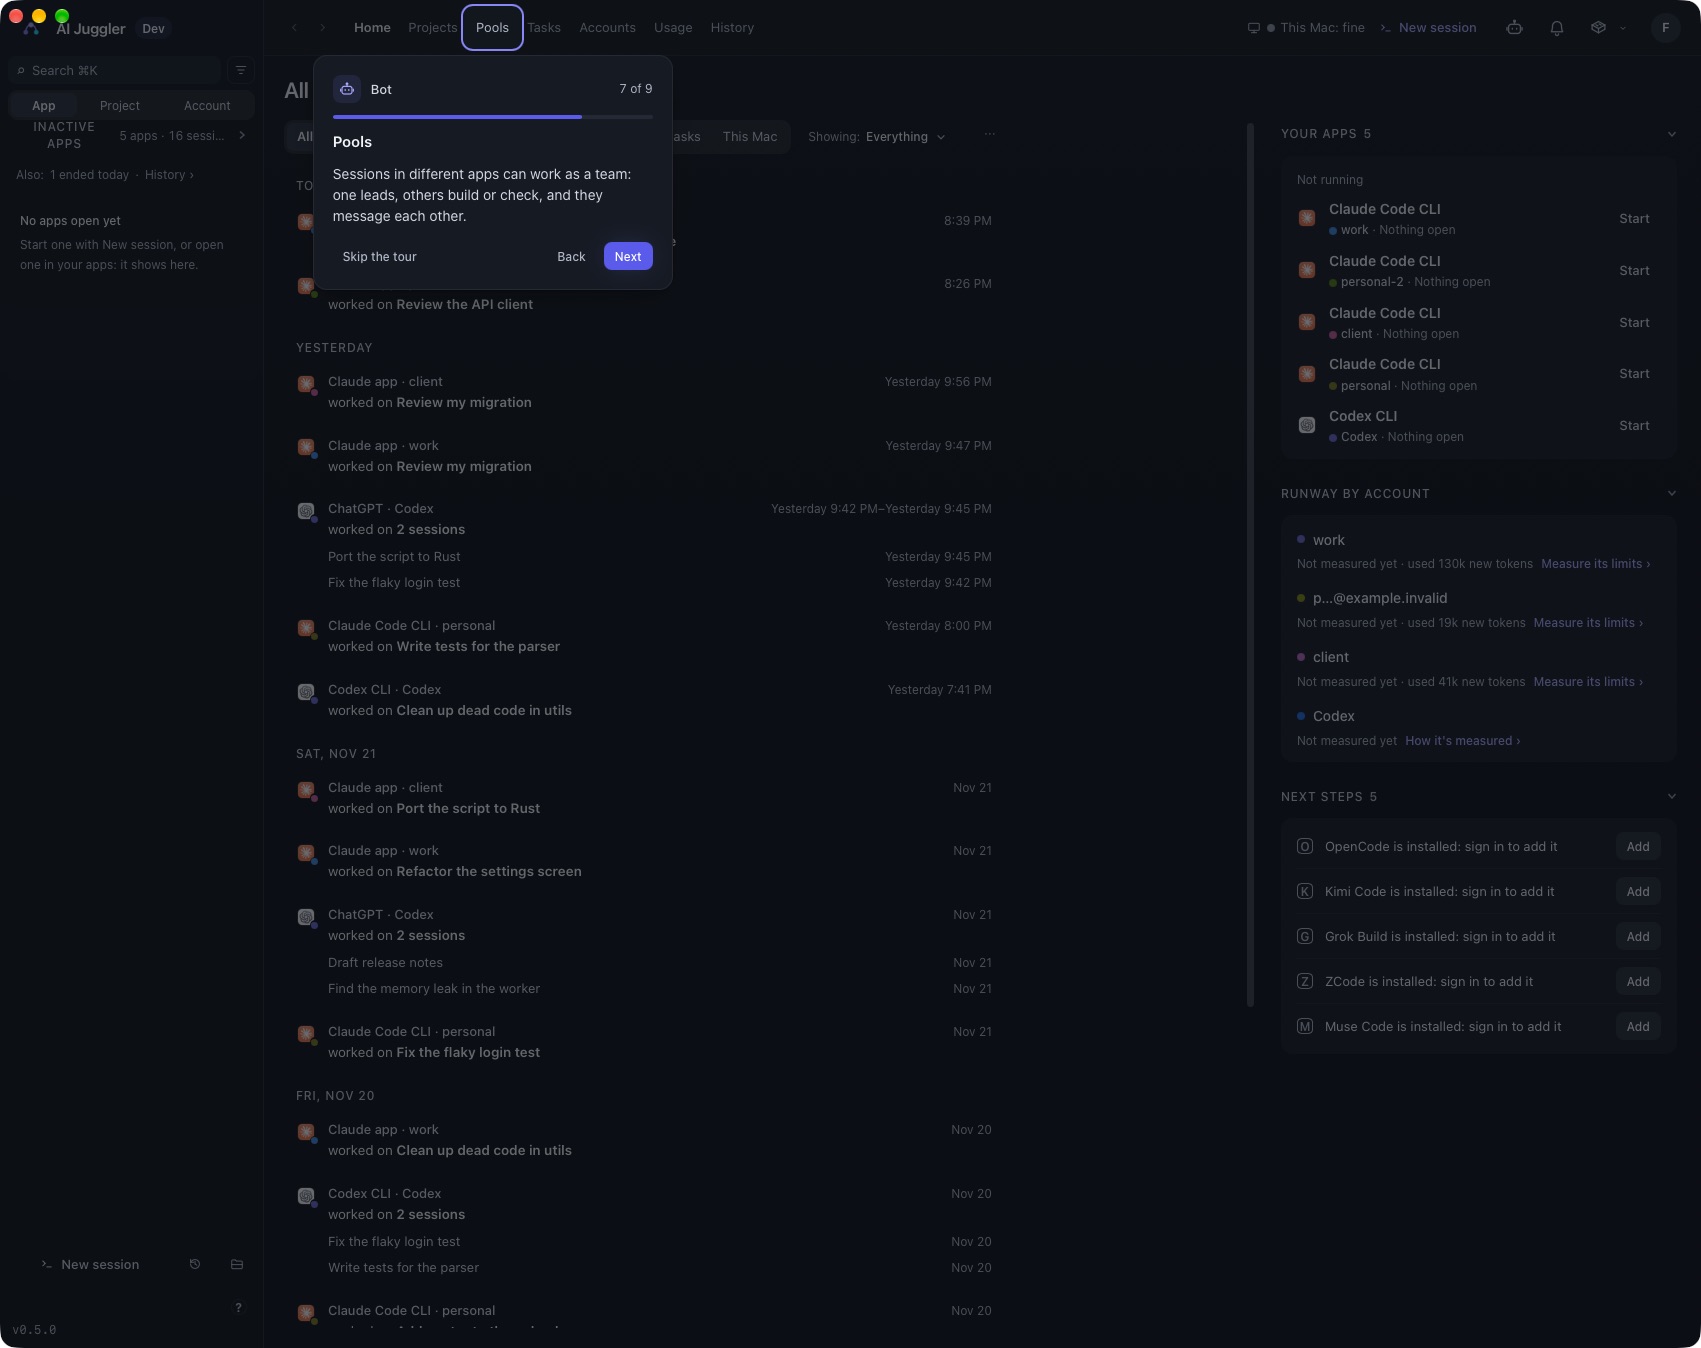 AI Juggler Dev
Home Projects Pools Tasks Accounts Usage History
This Mac: fine New session F
Search ⌘K
App Project Account
INACTIVE APPS 5 apps · 16 sessi... ›
Also: 1 ended today · History ›
No apps open yet
Start one with New session, or open
one in your apps: it shows here.
New session
?
v0.5.0
Bot 7 of 9
Pools
Sessions in different apps can work as a team:
one leads, others build or check, and they
message each other.
Skip the tour Back Next
All
All asks This Mac Showing: Everything ...
TO
8:39 PM
8:26 PM
worked on Review the API client
YESTERDAY
Claude app · client Yesterday 9:56 PM
worked on Review my migration
Claude app · work Yesterday 9:47 PM
worked on Review my migration
ChatGPT · Codex Yesterday 9:42 PM–Yesterday 9:45 PM
worked on 2 sessions
Port the script to Rust Yesterday 9:45 PM
Fix the flaky login test Yesterday 9:42 PM
Claude Code CLI · personal Yesterday 8:00 PM
worked on Write tests for the parser
Codex CLI · Codex Yesterday 7:41 PM
worked on Clean up dead code in utils
SAT, NOV 21
Claude app · client Nov 21
worked on Port the script to Rust
Claude app · work Nov 21
worked on Refactor the settings screen
ChatGPT · Codex Nov 21
worked on 2 sessions
Draft release notes Nov 21
Find the memory leak in the worker Nov 21
Claude Code CLI · personal Nov 21
worked on Fix the flaky login test
FRI, NOV 20
Claude app · work Nov 20
worked on Clean up dead code in utils
Codex CLI · Codex Nov 20
worked on 2 sessions
Fix the flaky login test Nov 20
Write tests for the parser Nov 20
Claude Code CLI · personal Nov 20
YOUR APPS 5
Not running
Claude Code CLI
work · Nothing open Start
Claude Code CLI
personal-2 · Nothing open Start
Claude Code CLI
client · Nothing open Start
Claude Code CLI
personal · Nothing open Start
Codex CLI
Codex · Nothing open Start
RUNWAY BY ACCOUNT
work
Not measured yet · used 130k new tokens Measure its limits ›
p...@example.invalid
Not measured yet · used 19k new tokens Measure its limits ›
client
Not measured yet · used 41k new tokens Measure its limits ›
Codex
Not measured yet How it's measured ›
NEXT STEPS 5
O OpenCode is installed: sign in to add it Add
K Kimi Code is installed: sign in to add it Add
G Grok Build is installed: sign in to add it Add
Z ZCode is installed: sign in to add it Add
M Muse Code is installed: sign in to add it Add